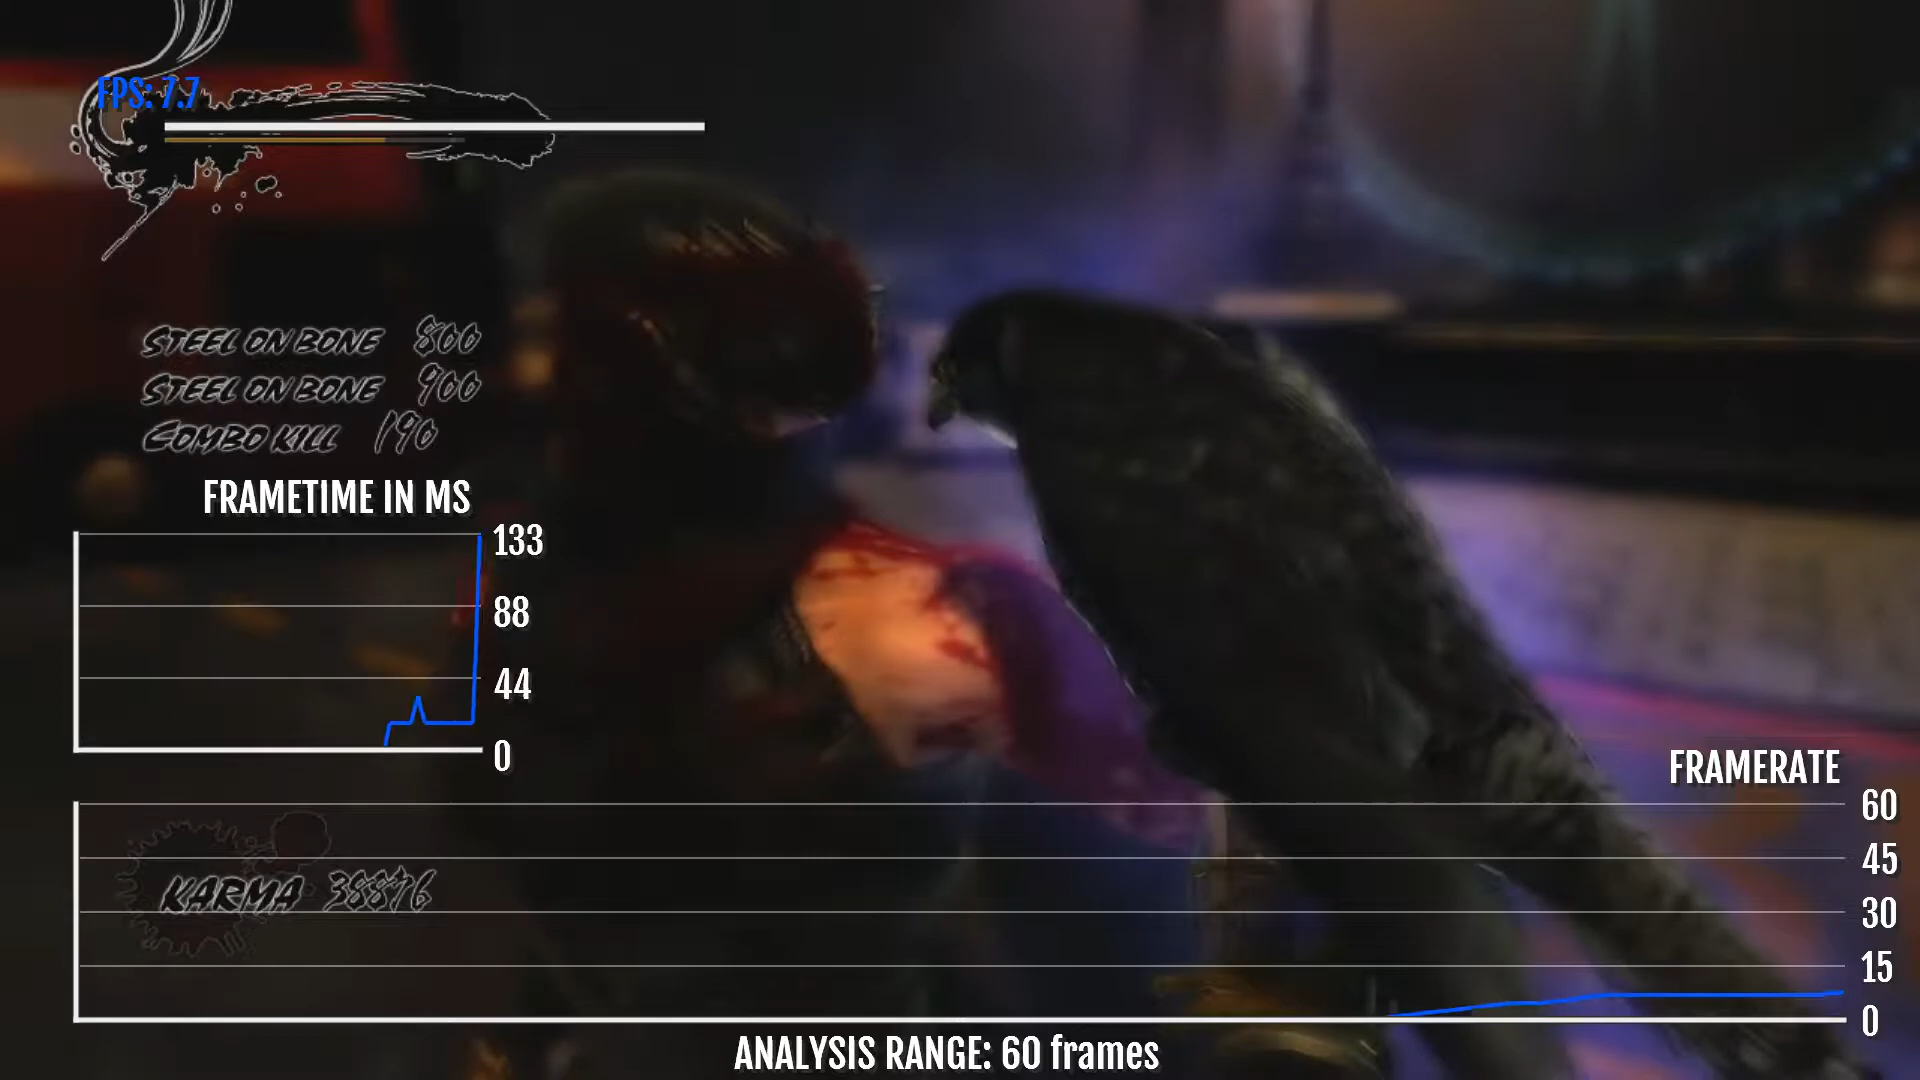 FPS: 7.7
STEEL ON BONE 800
STEEL ON BONE 900
COMBO KILL 190
FRAMETIME IN MS
133
88
44
0
FRAMERATE
60
45
30
15
0
KARMA 38876
ANALYSIS RANGE: 60 frames